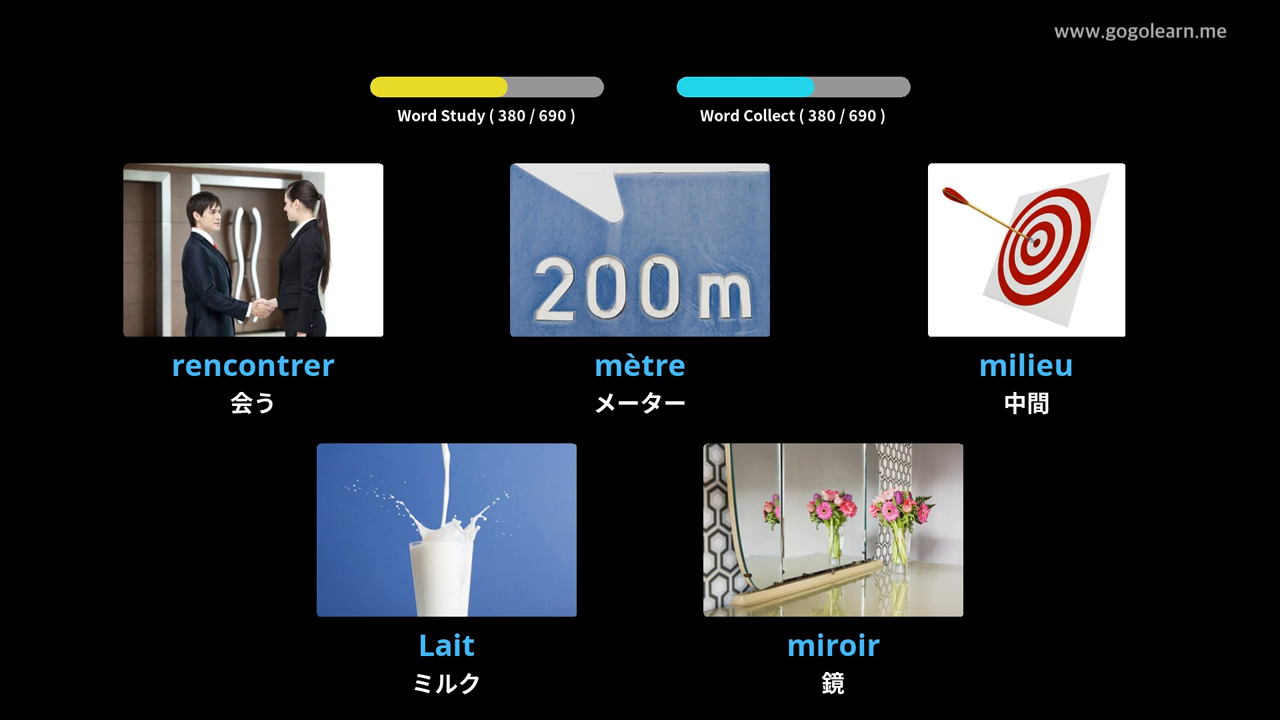 www.gogolearn.me
Word Study ( 380 / 690 )
Word Collect ( 380 / 690 )
200 m
rencontrer
会う
mètre
メーター
milieu
中間
Lait
ミルク
miroir
鏡